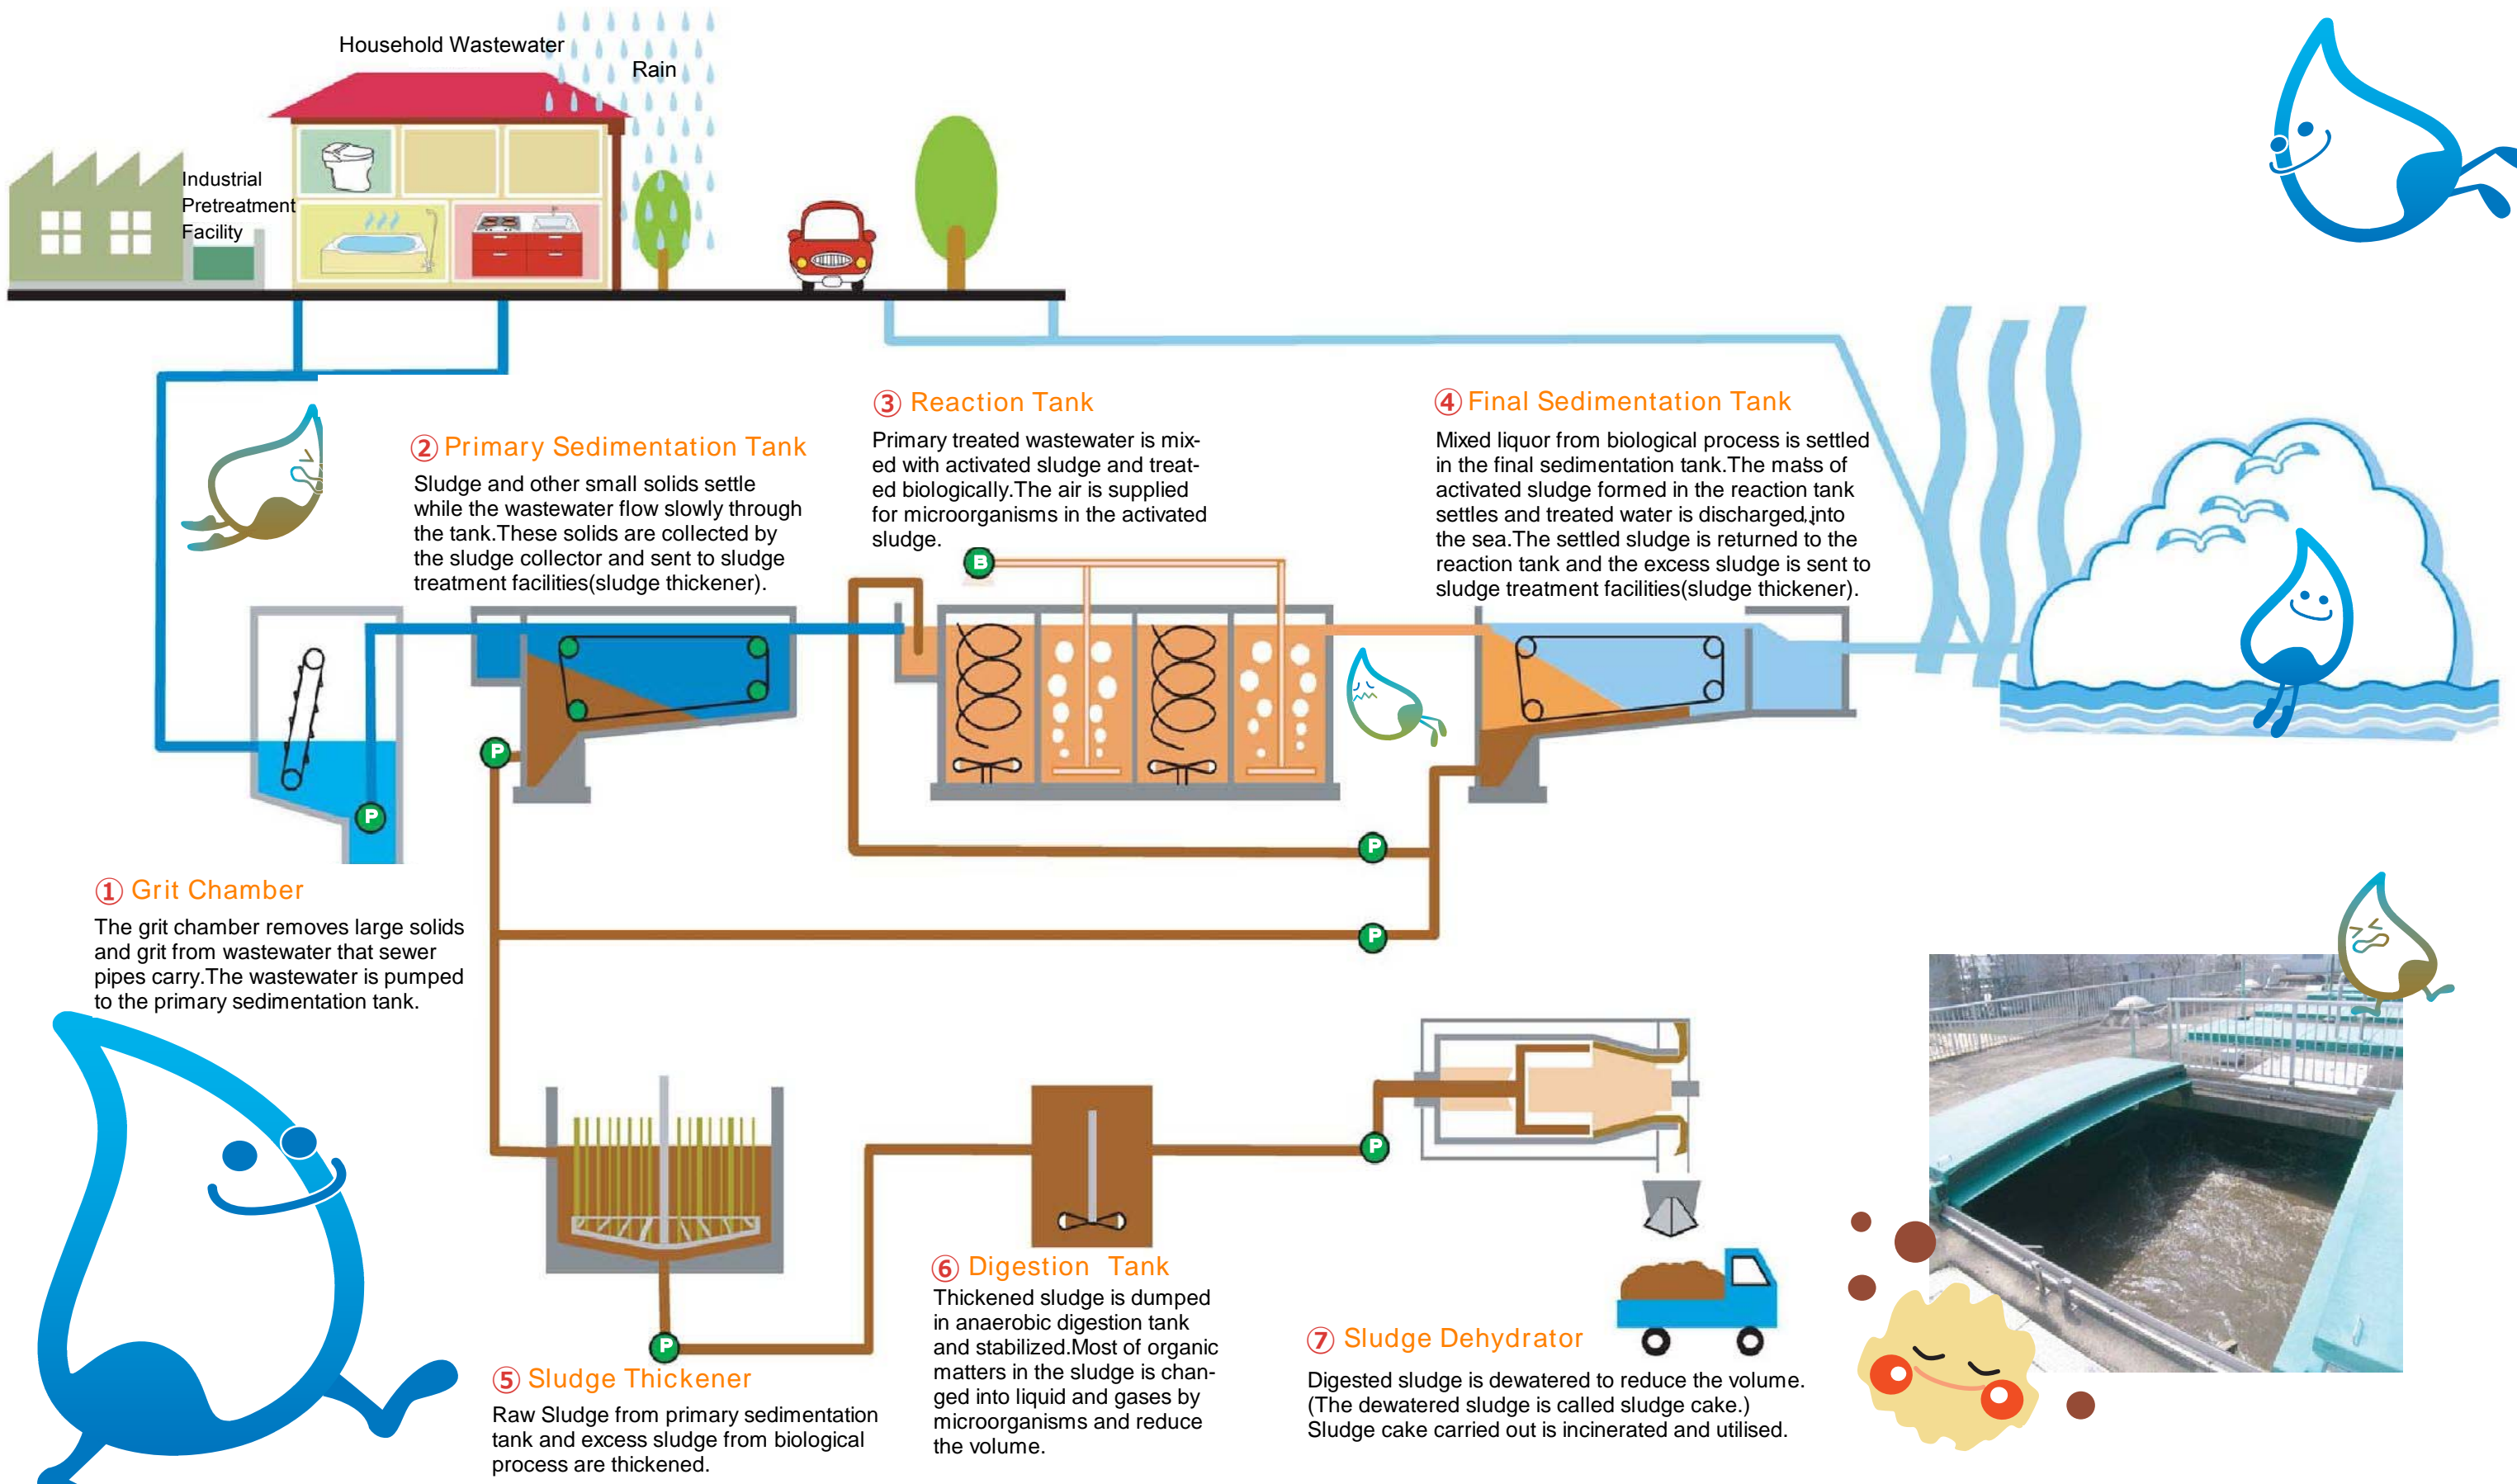 Household Wastewater
Rain
Industrial
Pretreatment
Facility
② Primary Sedimentation Tank
Sludge and other small solids settle
while the wastewater flow slowly through
the tank.These solids are collected by
the sludge collector and sent to sludge
treatment facilities(sludge thickener).
③ Reaction Tank
Primary treated wastewater is mix-
ed with activated sludge and treat-
ed biologically.The air is supplied
for microorganisms in the activated
sludge.
④ Final Sedimentation Tank
Mixed liquor from biological process is settled
in the final sedimentation tank.The mass of
activated sludge formed in the reaction tank
settles and treated water is discharged, into
the sea.The settled sludge is returned to the
reaction tank and the excess sludge is sent to
sludge treatment facilities(sludge thickener).
B
P
P
P
P
① Grit Chamber
The grit chamber removes large solids
and grit from wastewater that sewer
pipes carry.The wastewater is pumped
to the primary sedimentation tank.
P
P
⑤ Sludge Thickener
Raw Sludge from primary sedimentation
tank and excess sludge from biological
process are thickened.
⑥ Digestion Tank
Thickened sludge is dumped
in anaerobic digestion tank
and stabilized.Most of organic
matters in the sludge is chan-
ged into liquid and gases by
microorganisms and reduce
the volume.
⑦ Sludge Dehydrator
Digested sludge is dewatered to reduce the volume.
(The dewatered sludge is called sludge cake.)
Sludge cake carried out is incinerated and utilised.